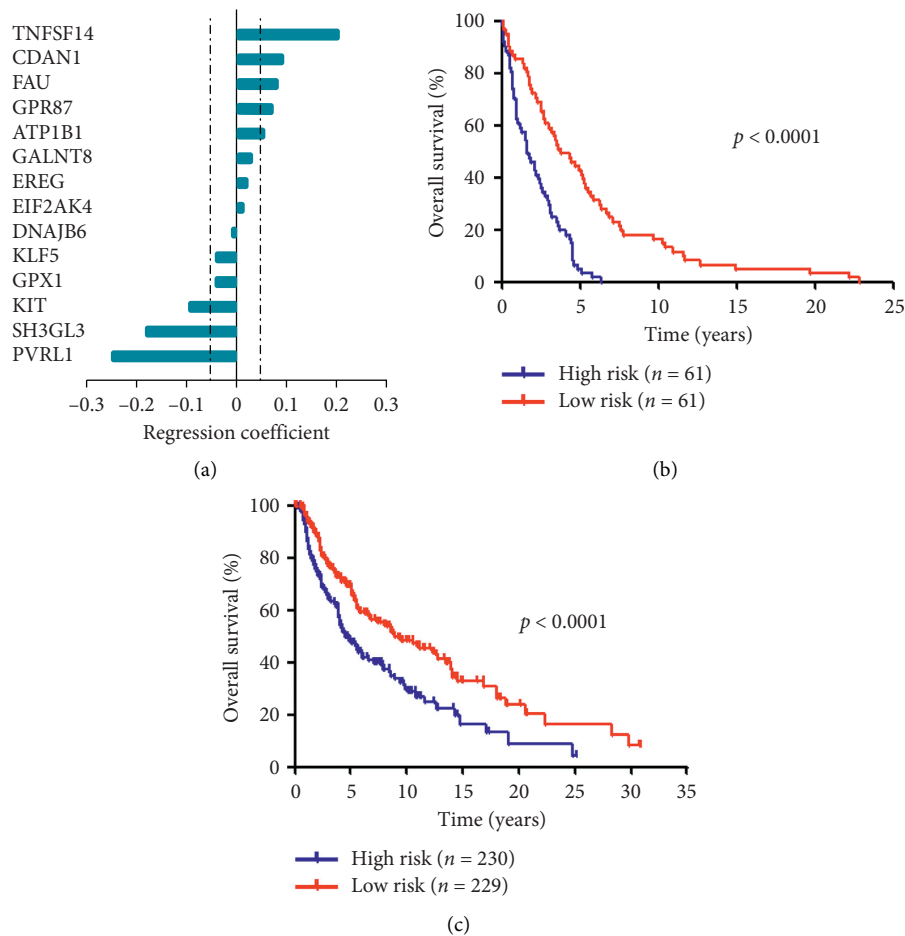 TNFSF14
CDAN1
FAU
GPR87
ATP1B1
GALNT8
EREG
EIF2AK4
DNAJB6
KLF5
GPX1
KIT
SH3GL3
PVRL1
−0.3 −0.2 −0.1 0 0.1 0.2 0.3
Regression coefficient
(a)
100
80
60
40
20
0
Overall survival (%)
p < 0.0001
0 5 10 15 20 25
Time (years)
High risk (n = 61)
Low risk (n = 61)
(b)
100
80
60
40
20
0
Overall survival (%)
p < 0.0001
0 5 10 15 20 25 30 35
Time (years)
High risk (n = 230)
Low risk (n = 229)
(c)